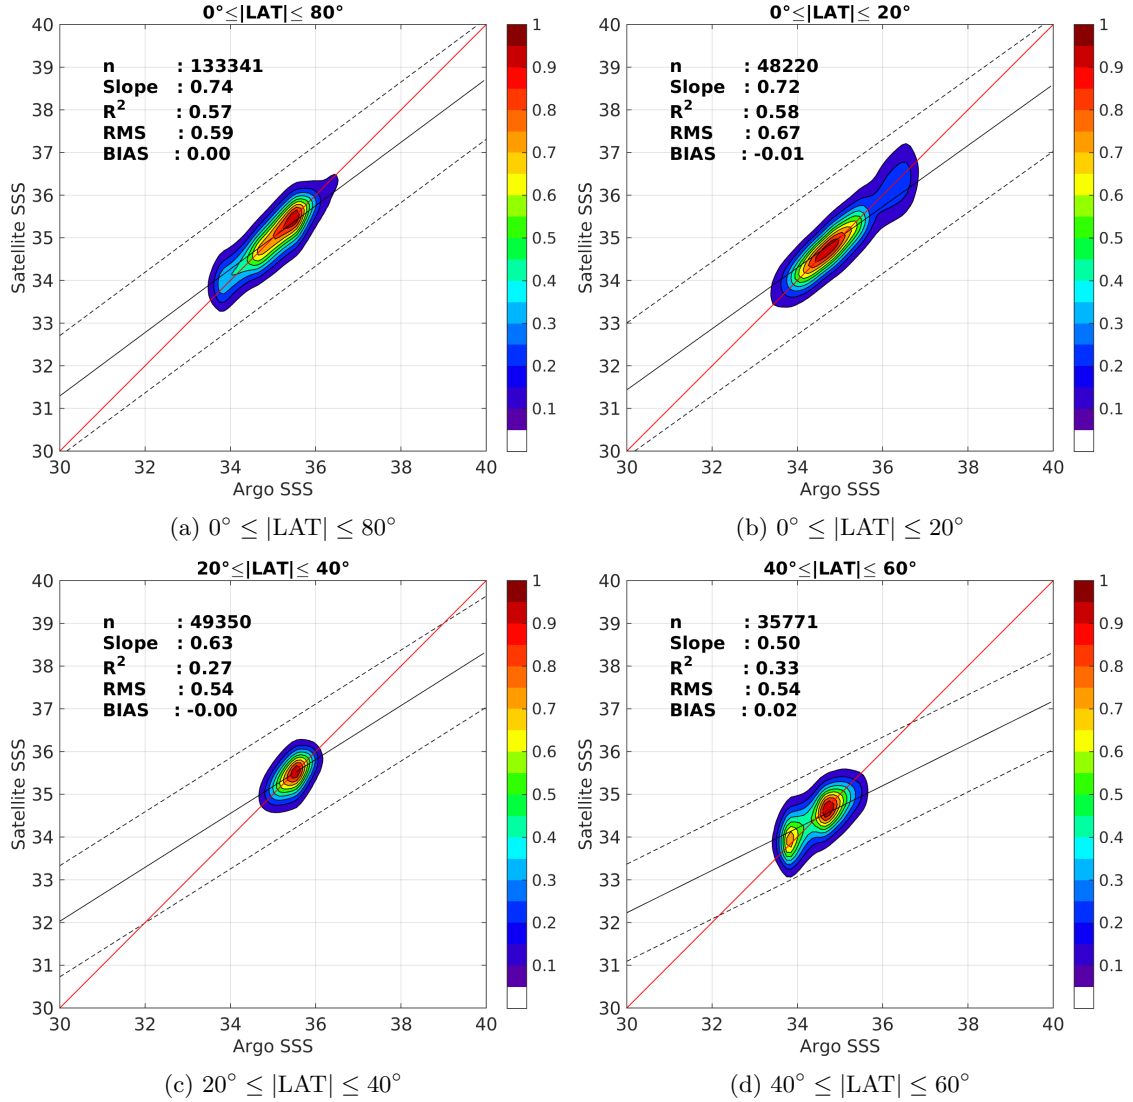 0°≤|LAT|≤ 80°
n : 133341
Slope : 0.74
R² : 0.57
RMS : 0.59
BIAS : 0.00
Satellite SSS
40
39
38
37
36
35
34
33
32
31
30
30 32 34 36 38 40
Argo SSS
1
0.9
0.8
0.7
0.6
0.5
0.4
0.3
0.2
0.1
(a) 0° ≤ |LAT| ≤ 80°
0°≤|LAT|≤ 20°
n : 48220
Slope : 0.72
R² : 0.58
RMS : 0.67
BIAS : -0.01
Satellite SSS
40
39
38
37
36
35
34
33
32
31
30
30 32 34 36 38 40
Argo SSS
1
0.9
0.8
0.7
0.6
0.5
0.4
0.3
0.2
0.1
(b) 0° ≤ |LAT| ≤ 20°
20°≤|LAT|≤ 40°
n : 49350
Slope : 0.63
R² : 0.27
RMS : 0.54
BIAS : -0.00
Satellite SSS
40
39
38
37
36
35
34
33
32
31
30
30 32 34 36 38 40
Argo SSS
1
0.9
0.8
0.7
0.6
0.5
0.4
0.3
0.2
0.1
(c) 20° ≤ |LAT| ≤ 40°
40°≤|LAT|≤ 60°
n : 35771
Slope : 0.50
R² : 0.33
RMS : 0.54
BIAS : 0.02
Satellite SSS
40
39
38
37
36
35
34
33
32
31
30
30 32 34 36 38 40
Argo SSS
1
0.9
0.8
0.7
0.6
0.5
0.4
0.3
0.2
0.1
(d) 40° ≤ |LAT| ≤ 60°